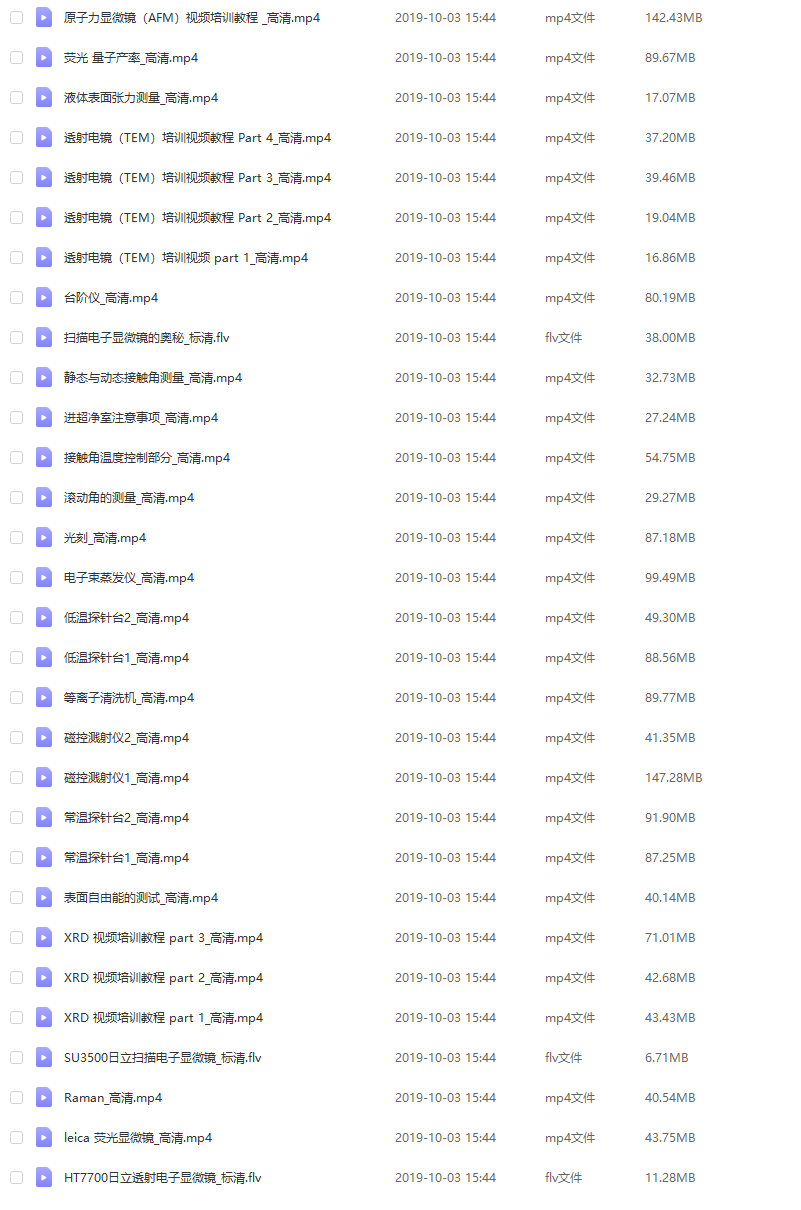 原子力显微镜（AFM）视频培训教程 _高清.mp4 2019-10-03 15:44 mp4文件 142.43MB
荧光 量子产率_高清.mp4 2019-10-03 15:44 mp4文件 89.67MB
液体表面张力测量_高清.mp4 2019-10-03 15:44 mp4文件 17.07MB
透射电镜（TEM）培训视频教程 Part 4_高清.mp4 2019-10-03 15:44 mp4文件 37.20MB
透射电镜（TEM）培训视频教程 Part 3_高清.mp4 2019-10-03 15:44 mp4文件 39.46MB
透射电镜（TEM）培训视频教程 Part 2_高清.mp4 2019-10-03 15:44 mp4文件 19.04MB
透射电镜（TEM）培训视频 part 1_高清.mp4 2019-10-03 15:44 mp4文件 16.86MB
台阶仪_高清.mp4 2019-10-03 15:44 mp4文件 80.19MB
扫描电子显微镜的奥秘_标清.flv 2019-10-03 15:44 flv文件 38.00MB
静态与动态接触角测量_高清.mp4 2019-10-03 15:44 mp4文件 32.73MB
进超净室注意事项_高清.mp4 2019-10-03 15:44 mp4文件 27.24MB
接触角温度控制部分_高清.mp4 2019-10-03 15:44 mp4文件 54.75MB
滚动角的测量_高清.mp4 2019-10-03 15:44 mp4文件 29.27MB
光刻_高清.mp4 2019-10-03 15:44 mp4文件 87.18MB
电子束蒸发仪_高清.mp4 2019-10-03 15:44 mp4文件 99.49MB
低温探针台2_高清.mp4 2019-10-03 15:44 mp4文件 49.30MB
低温探针台1_高清.mp4 2019-10-03 15:44 mp4文件 88.56MB
等离子清洗机_高清.mp4 2019-10-03 15:44 mp4文件 89.77MB
磁控溅射仪2_高清.mp4 2019-10-03 15:44 mp4文件 41.35MB
磁控溅射仪1_高清.mp4 2019-10-03 15:44 mp4文件 147.28MB
常温探针台2_高清.mp4 2019-10-03 15:44 mp4文件 91.90MB
常温探针台1_高清.mp4 2019-10-03 15:44 mp4文件 87.25MB
表面自由能的测试_高清.mp4 2019-10-03 15:44 mp4文件 40.14MB
XRD 视频培训教程 part 3_高清.mp4 2019-10-03 15:44 mp4文件 71.01MB
XRD 视频培训教程 part 2_高清.mp4 2019-10-03 15:44 mp4文件 42.68MB
XRD 视频培训教程 part 1_高清.mp4 2019-10-03 15:44 mp4文件 43.43MB
SU3500日立扫描电子显微镜_标清.flv 2019-10-03 15:44 flv文件 6.71MB
Raman_高清.mp4 2019-10-03 15:44 mp4文件 40.54MB
leica 荧光显微镜_高清.mp4 2019-10-03 15:44 mp4文件 43.75MB
HT7700日立透射电子显微镜_标清.flv 2019-10-03 15:44 flv文件 11.28MB